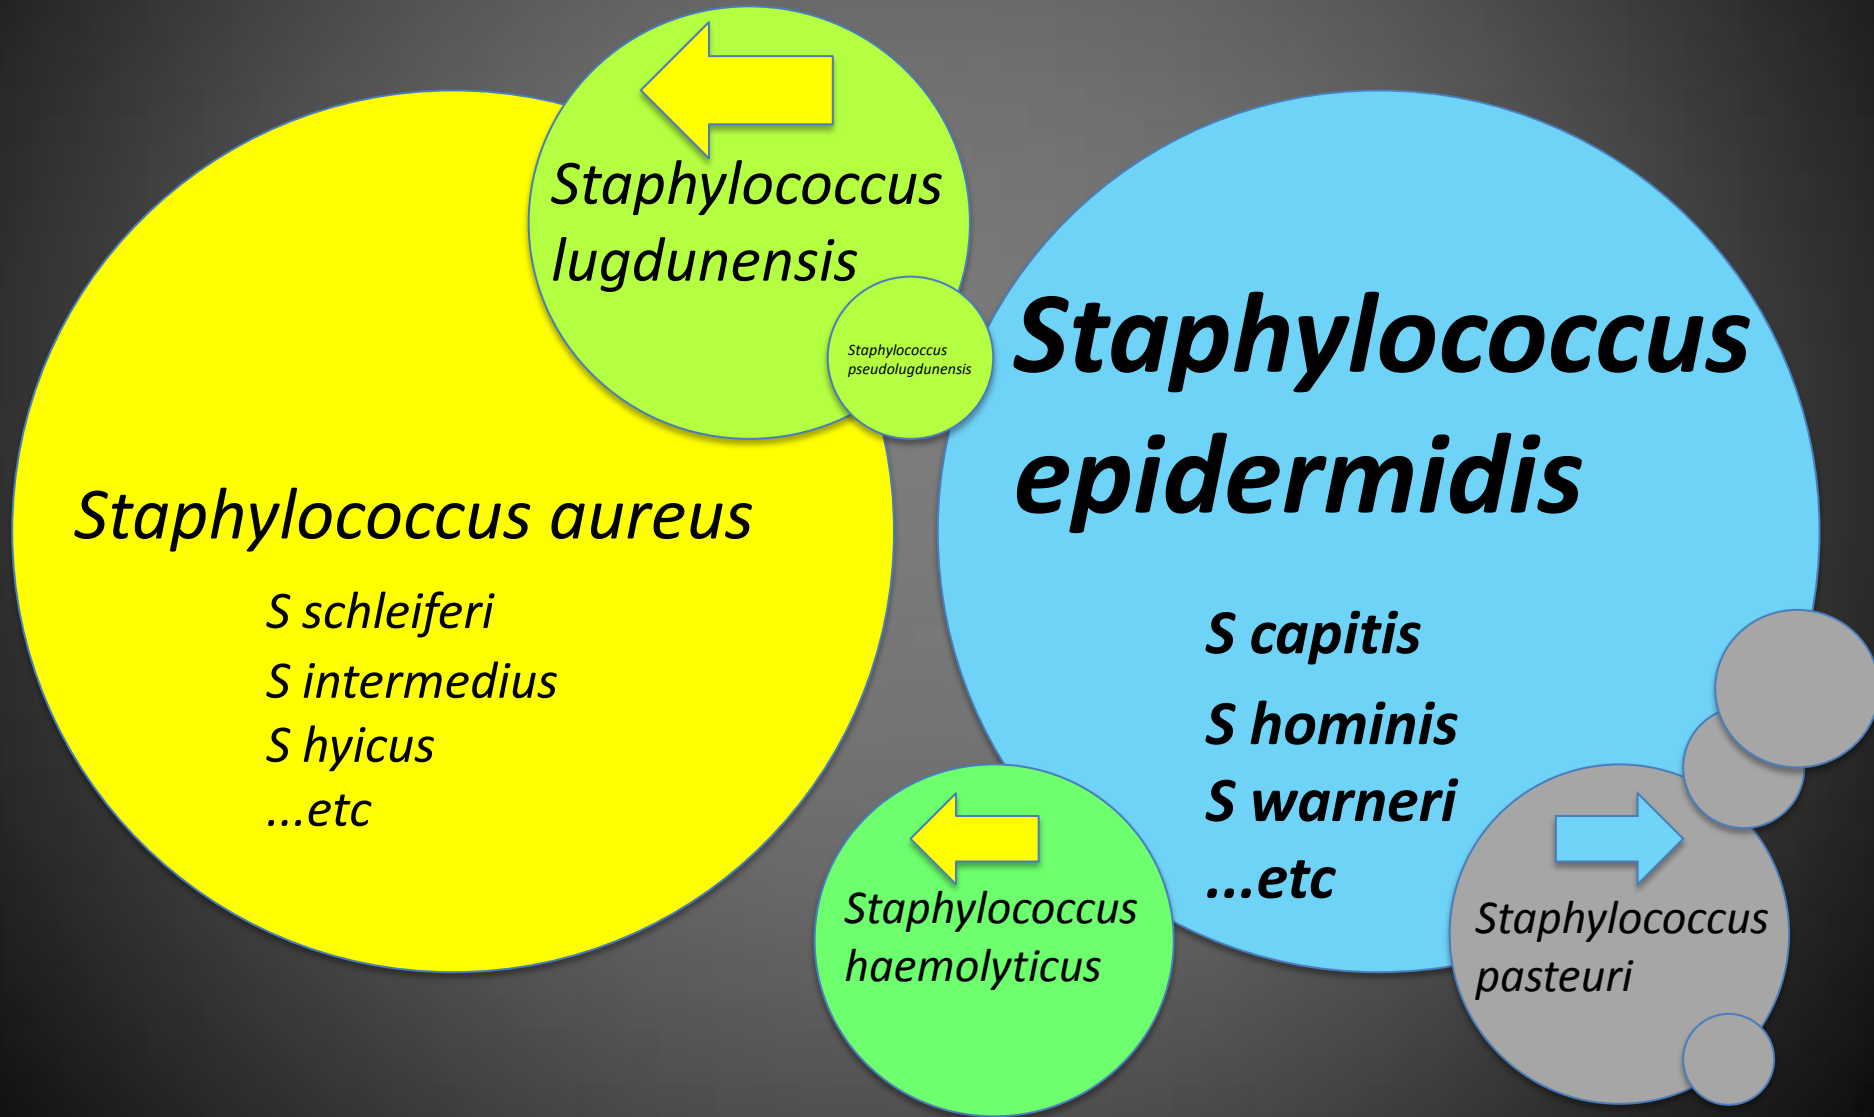 Staphylococcus
lugdunensis
Staphylococcus
pseudolugdunensis
Staphylococcus aureus
S schleiferi
S intermedius
S hyicus
...etc
Staphylococcus
epidermidis
S capitis
S hominis
S warneri
...etc
Staphylococcus
haemolyticus
Staphylococcus
pasteuri